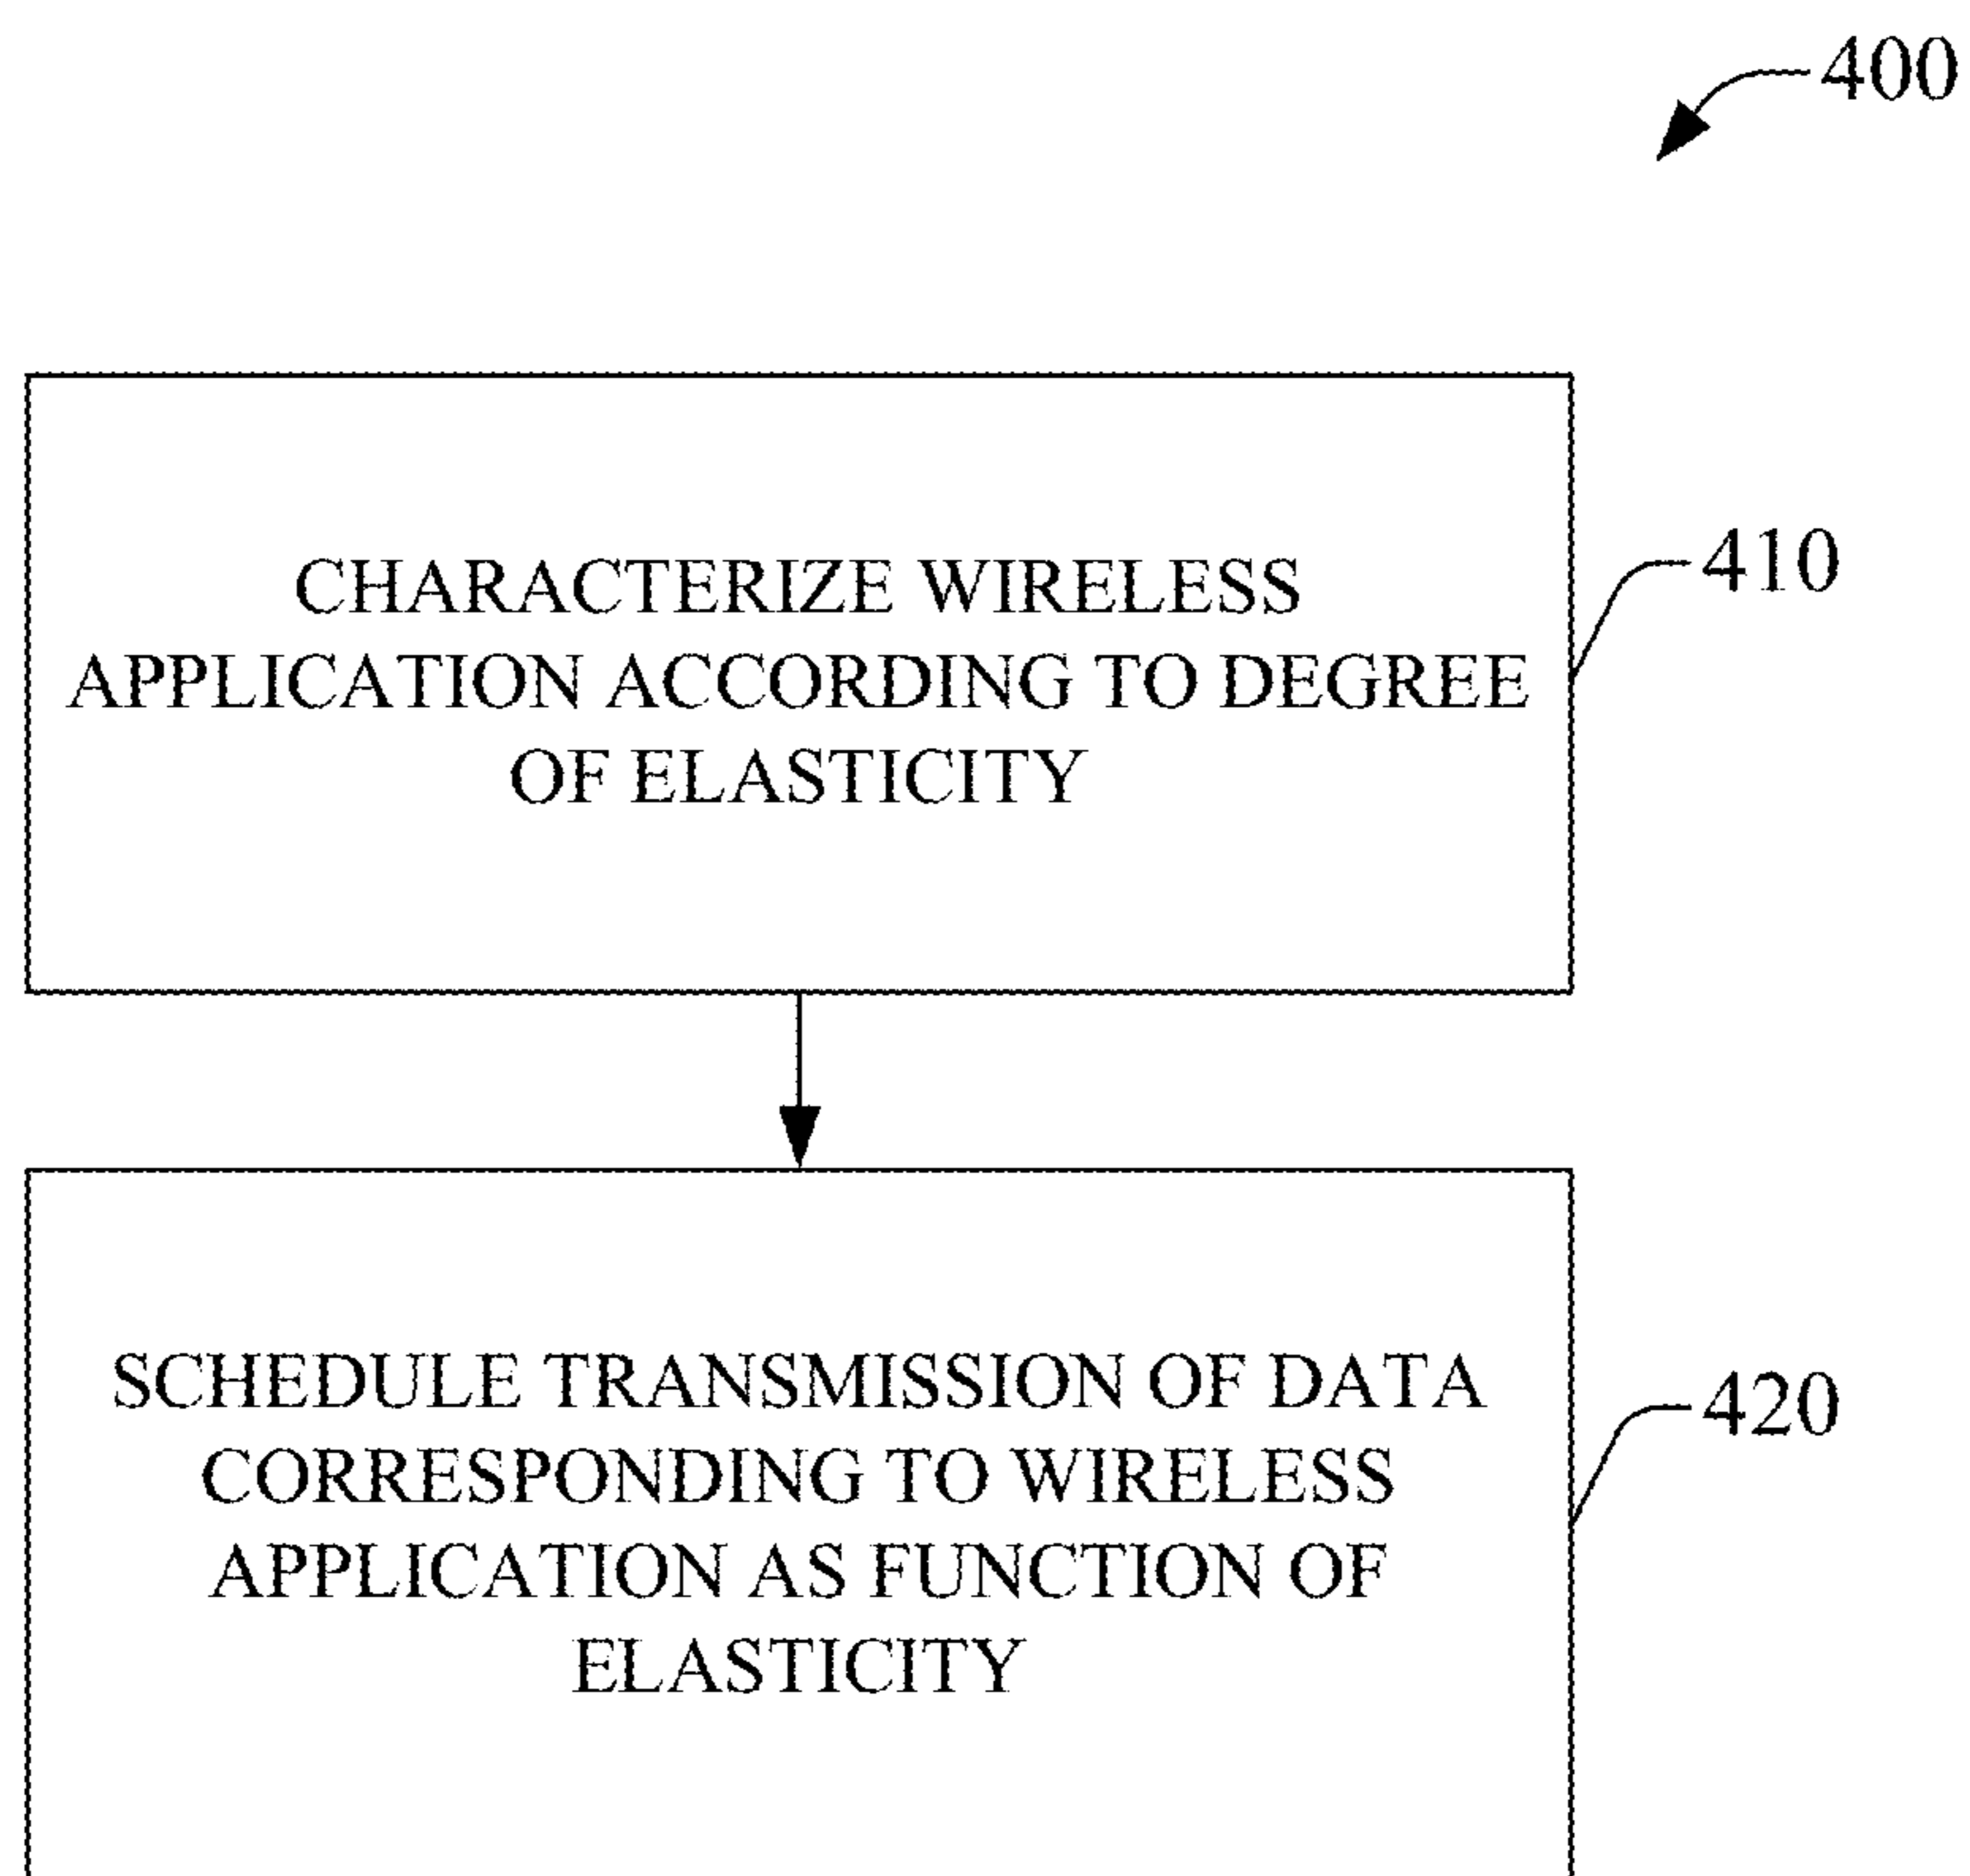 400
CHARACTERIZE WIRELESS
APPLICATION ACCORDING TO DEGREE
OF ELASTICITY
410
SCHEDULE TRANSMISSION OF DATA
CORRESPONDING TO WIRELESS
APPLICATION AS FUNCTION OF
ELASTICITY
420